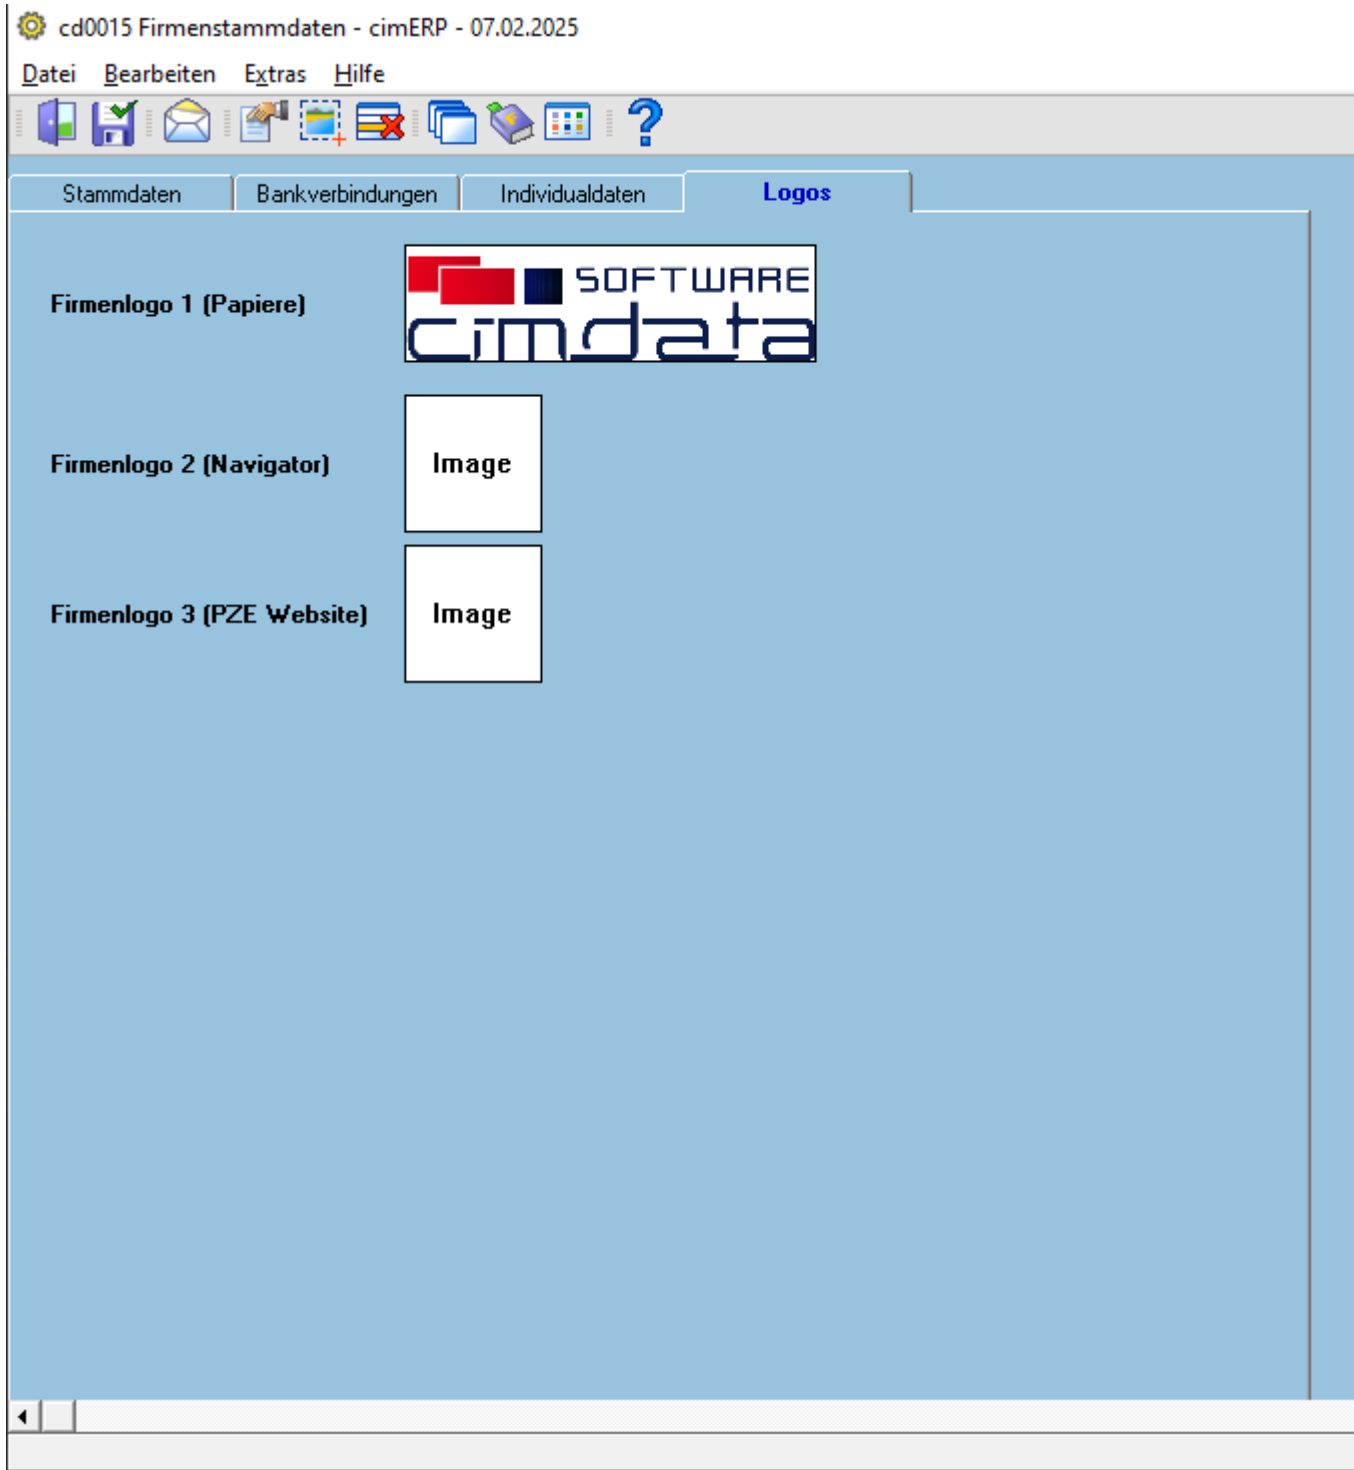 cd0015 Firmenstammdaten - cimERP - 07.02.2025
Datei Bearbeiten Extras Hilfe
Stammdaten Bankverbindungen Individualdaten Logos
Firmenlogo 1 (Papiere)
SOFTWARE
cimdata
Firmenlogo 2 (Navigator)
Image
Firmenlogo 3 (PZE Website)
Image